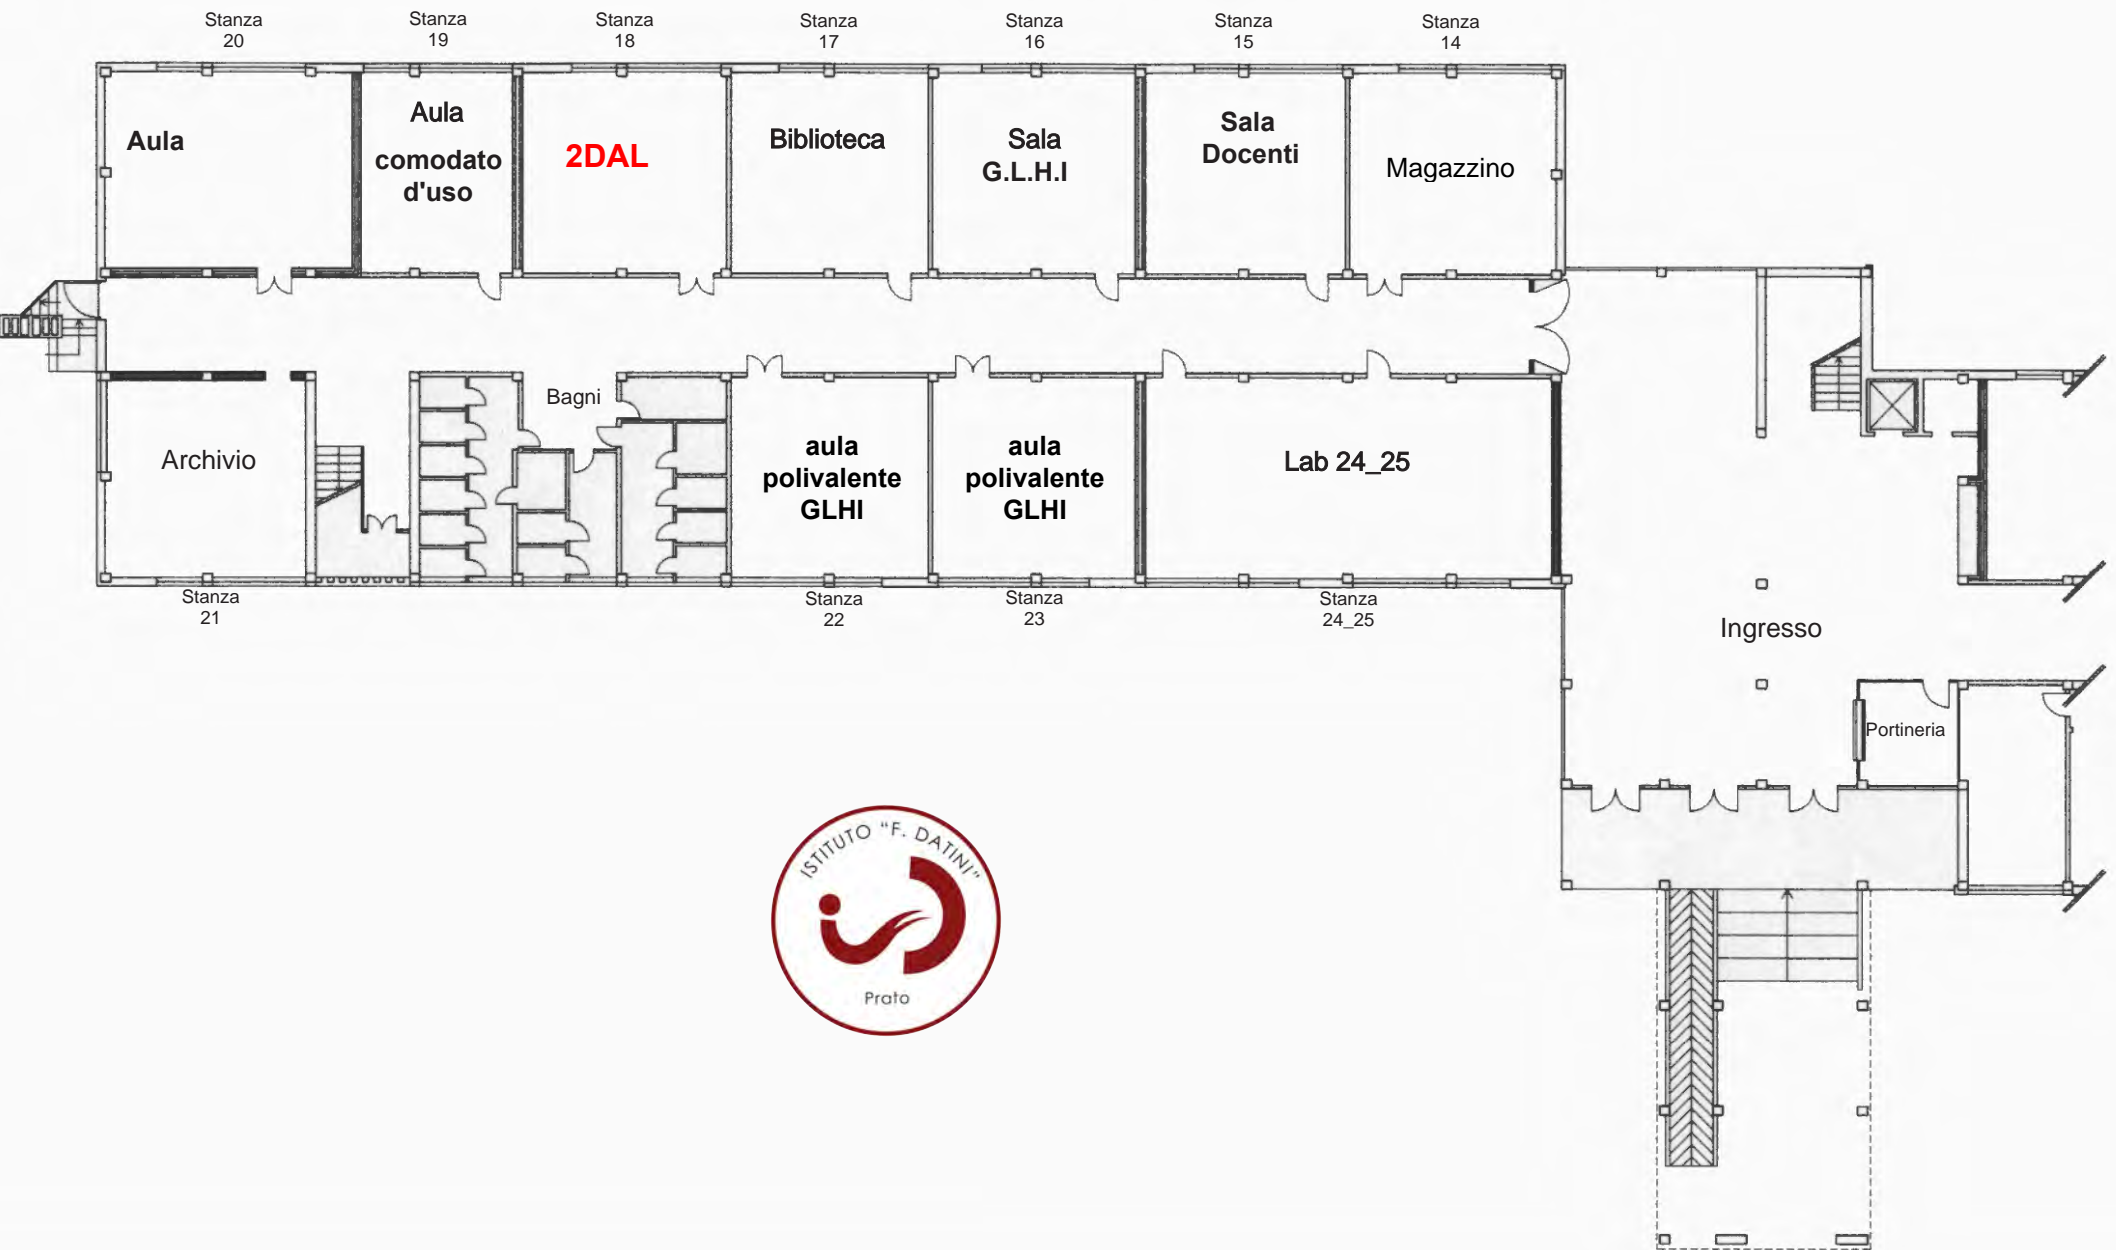 Stanza
20
Stanza
19
Stanza
18
Stanza
17
Stanza
16
Stanza
15
Stanza
14
Aula
Aula
comodato
d'uso
2DAL
Biblioteca
Sala
G.L.H.I
Sala
Docenti
Magazzino
Archivio
Bagni
aula
polivalente
GLHI
aula
polivalente
GLHI
Lab 24_25
Stanza
21
Stanza
22
Stanza
23
Stanza
24_25
Ingresso
Portineria
ISTITUTO "F. DATINI"
Prato